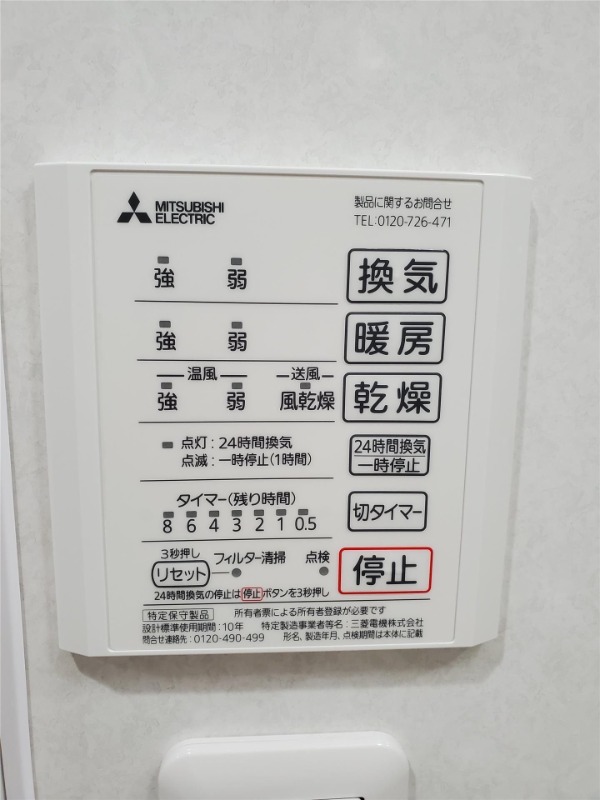 MITSUBISHI
ELECTRIC
製品に関するお問合せ
TEL:0120-726-471
強 弱 換気
強 弱 暖房
温風 送風
強 弱 風乾燥 乾燥
点灯:24時間換気
点滅:一時停止(1時間)
24時間換気
一時停止
タイマー(残り時間)
8 6 4 3 2 1 0.5
切タイマー
3秒押し
リセット フィルター清掃 点検
停止
24時間換気の停止は停止ボタンを3秒押し
特定保守製品 所有者票による所有者登録が必要です
設計標準使用期間:10年 特定製造事業者等名:三菱電機株式会社
問合せ連絡先:0120-490-499 形名、製造年月、点検期間は本体に記載